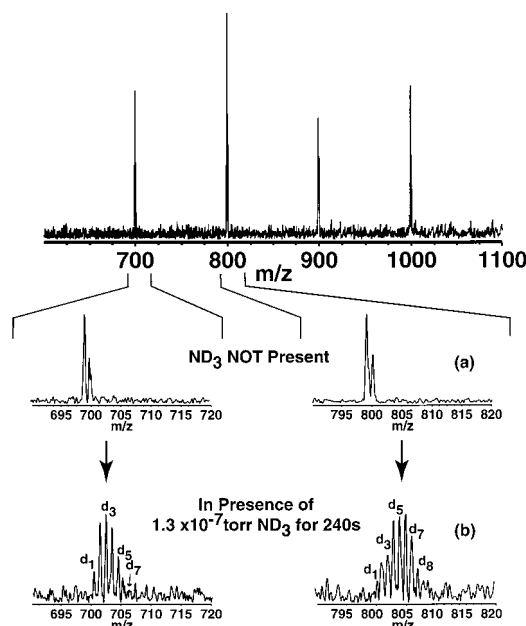 700 800 900 1000 1100
m/z
ND₃ NOT Present
(a)
695 700 705 710 715 720
m/z
795 800 805 810 815 820
m/z
In Presence of
1.3 x10⁻⁷torr ND₃ for 240s
(b)
d₁ d₃ d₅ d₇
695 700 705 710 715 720
m/z
d₁ d₃ d₅ d₇ d₈
795 800 805 810 815 820
m/z